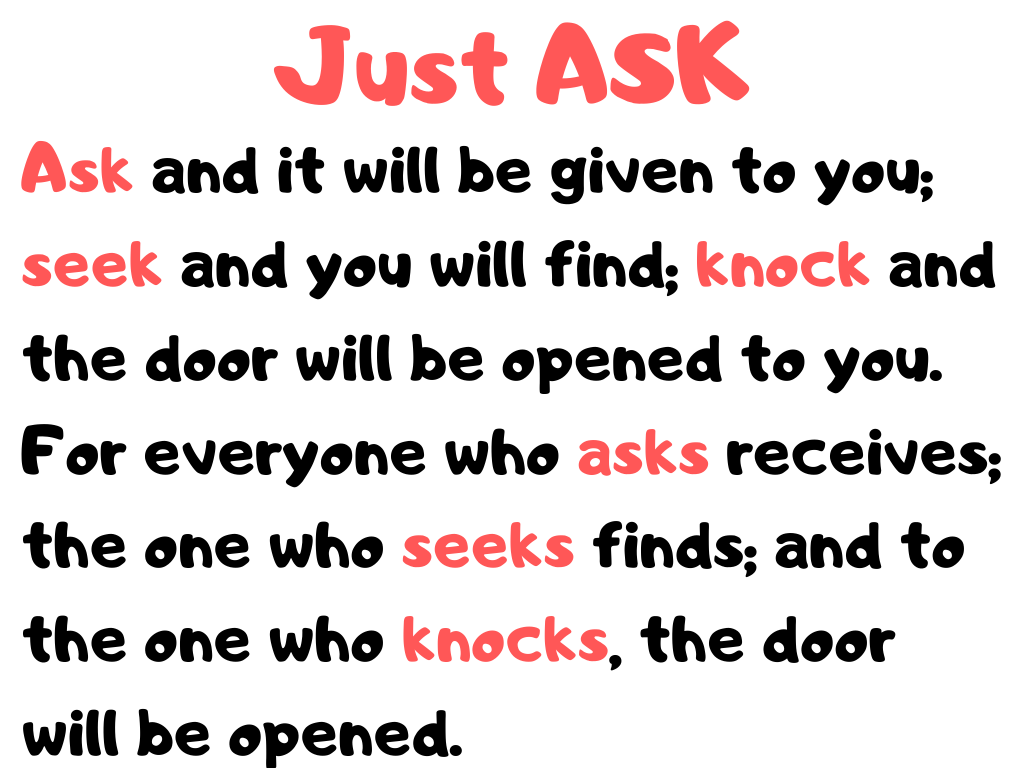 Just ASK
Ask and it will be given to you;
seek and you will find; knock and
the door will be opened to you.
For everyone who asks receives;
the one who seeks finds; and to
the one who knocks, the door
will be opened.